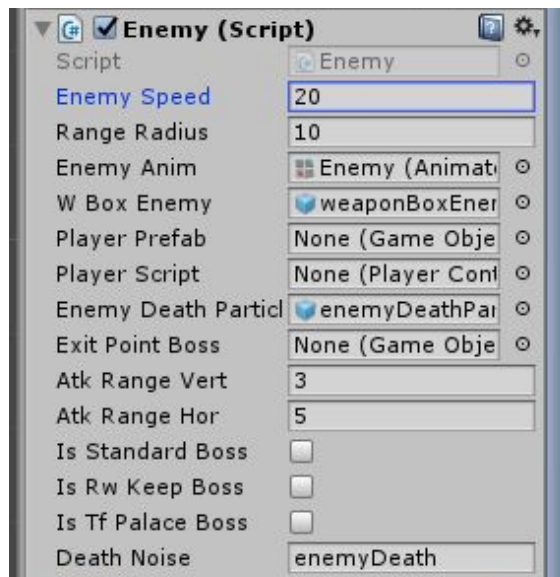 Enemy (Script)
Script Enemy
Enemy Speed 20
Range Radius 10
Enemy Anim Enemy (Animat
W Box Enemy weaponBoxEner
Player Prefab None (Game Obje
Player Script None (Player Cont
Enemy Death Particl enemyDeathPar
Exit Point Boss None (Game Obje
Atk Range Vert 3
Atk Range Hor 5
Is Standard Boss
Is Rw Keep Boss
Is Tf Palace Boss
Death Noise enemyDeath